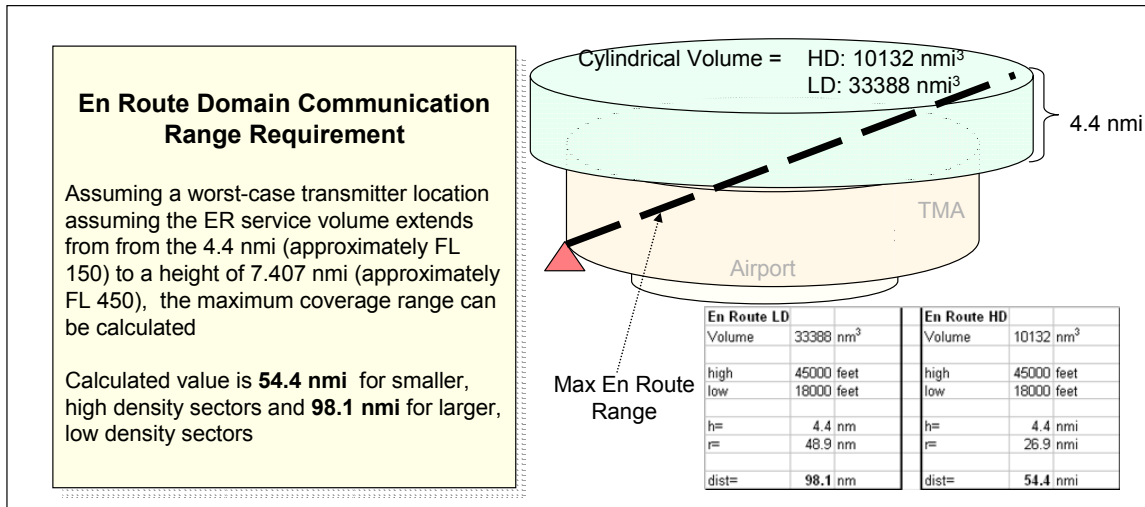 En Route Domain Communication
Range Requirement
Assuming a worst-case transmitter location
assuming the ER service volume extends
from from the 4.4 nmi (approximately FL
150) to a height of 7.407 nmi (approximately
FL 450),  the maximum coverage range can
be calculated
Calculated value is 54.4 nmi  for smaller,
high density sectors and 98.1 nmi for larger,
low density sectors
Cylindrical Volume = HD: 10132 nmi³
LD: 33388 nmi³
4.4 nmi
TMA
Airport
Max En Route
Range
En Route LD
Volume 33388 nm³
high 45000 feet
low 18000 feet
h= 4.4 nm
r= 48.9 nm
dist= 98.1 nm
En Route HD
Volume 10132 nm³
high 45000 feet
low 18000 feet
h= 4.4 nmi
r= 26.9 nmi
dist= 54.4 nmi